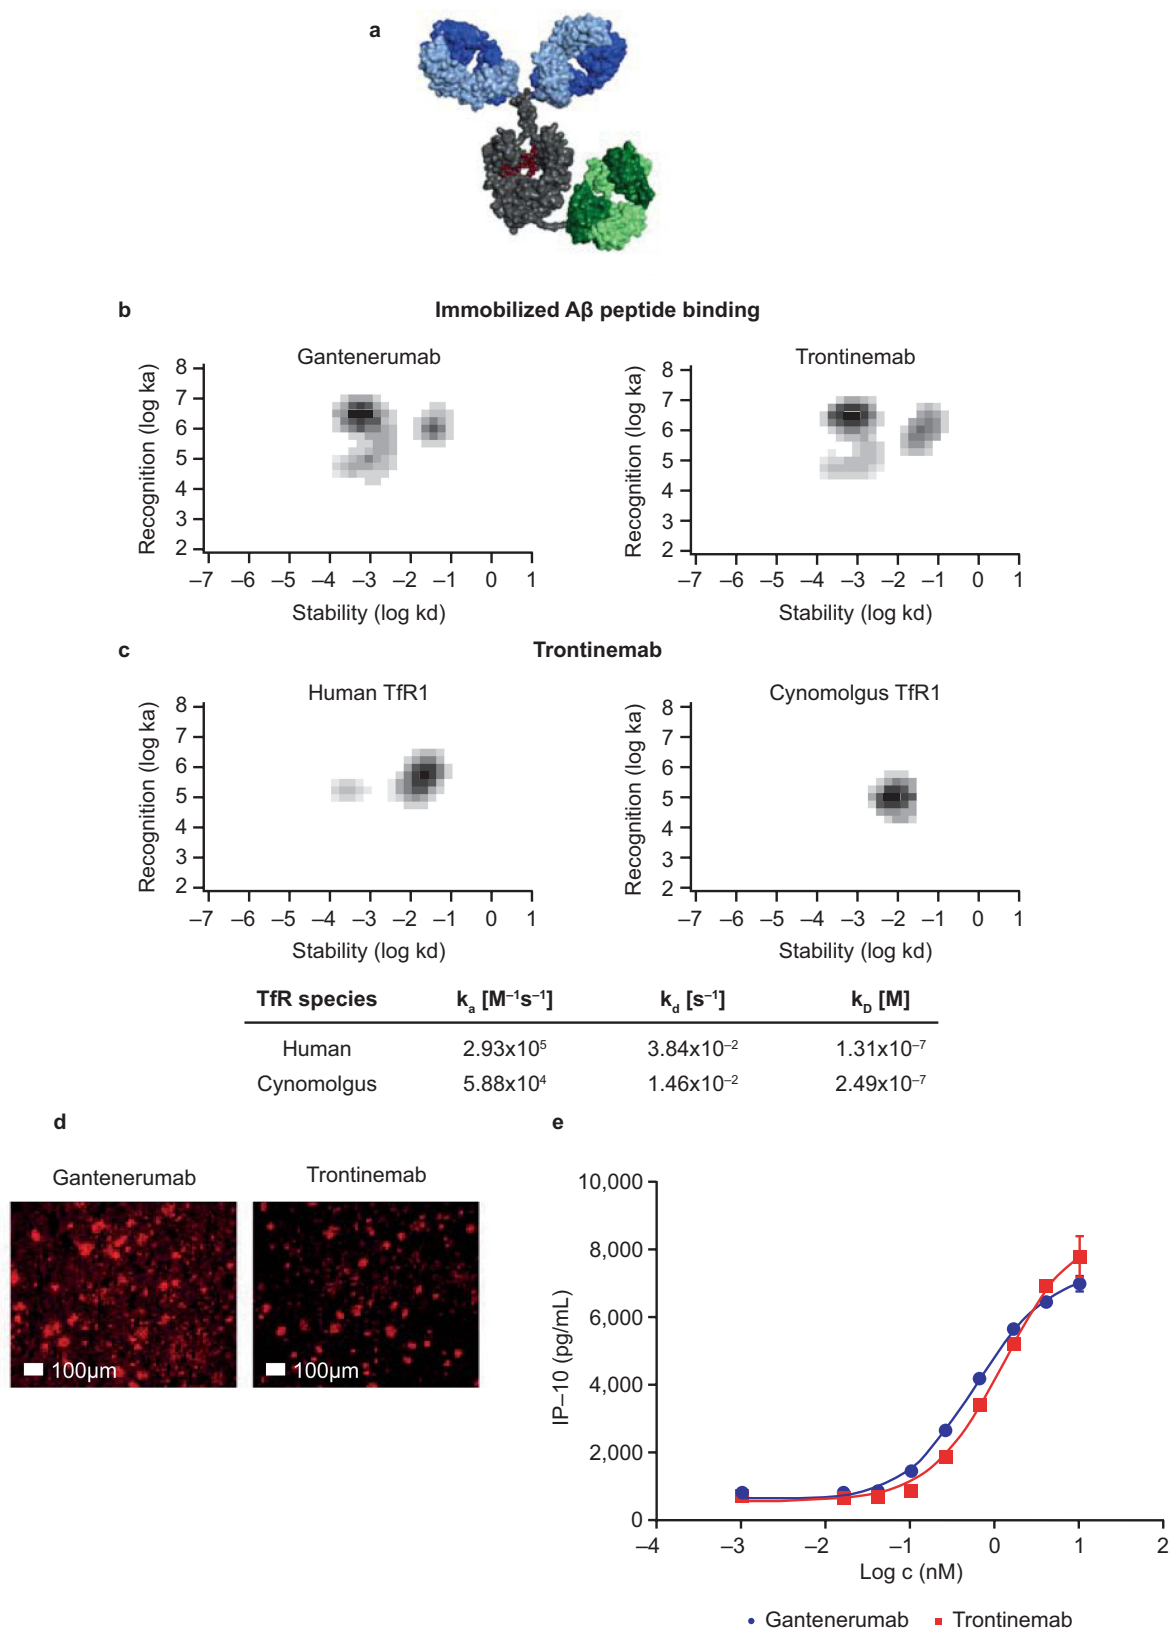 a
b
Immobilized Aβ peptide binding
Gantenerumab
Recognition (log ka)
8
7
6
5
4
3
2
–7 –6 –5 –4 –3 –2 –1 0 1
Stability (log kd)
Trontinemab
Recognition (log ka)
8
7
6
5
4
3
2
–7 –6 –5 –4 –3 –2 –1 0 1
Stability (log kd)
c
Trontinemab
Human TfR1
Recognition (log ka)
8
7
6
5
4
3
2
–7 –6 –5 –4 –3 –2 –1 0 1
Stability (log kd)
Cynomolgus TfR1
Recognition (log ka)
8
7
6
5
4
3
2
–7 –6 –5 –4 –3 –2 –1 0 1
Stability (log kd)
TfR species kₐ [M⁻¹s⁻¹] k_d [s⁻¹] k_D [M]
Human 2.93x10⁵ 3.84x10⁻² 1.31x10⁻⁷
Cynomolgus 5.88x10⁴ 1.46x10⁻² 2.49x10⁻⁷
d
Gantenerumab
100µm
Trontinemab
100µm
e
IP–10 (pg/mL)
10,000
8,000
6,000
4,000
2,000
0
–4 –3 –2 –1 0 1 2
Log c (nM)
Gantenerumab Trontinemab